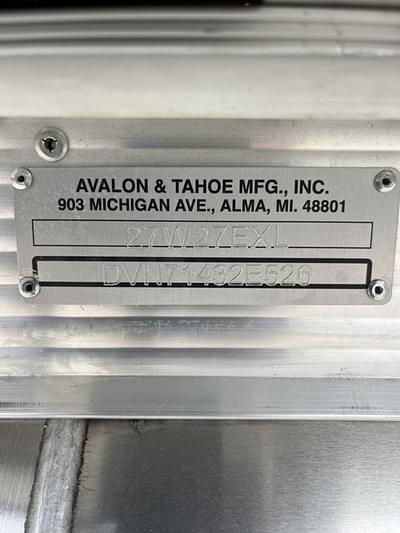 AVALON & TAHOE MFG., INC.
903 MICHIGAN AVE., ALMA, MI. 48801
27W27EXL
DVN71432E526